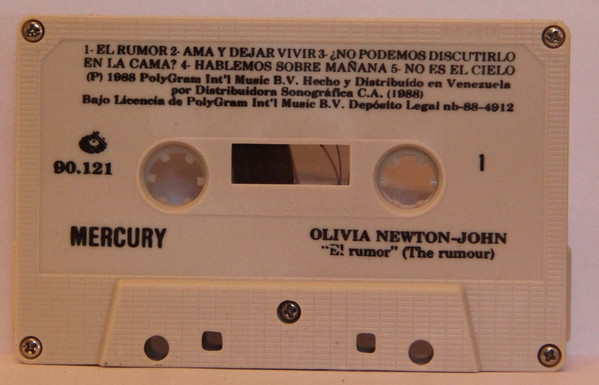 1- EL RUMOR 2- AMA Y DEJAR VIVIR 3- ¿NO PODEMOS DISCUTIRLO
EN LA CAMA? 4- HABLEMOS SOBRE MAÑANA 5- NO ES EL CIELO
(P) 1988 PolyGram Int'l Music B.V. Hecho y Distribuído en Venezuela
por Distribuidora Sonográfica C.A. (1988)
Bajo Licencia de PolyGram Int'l Music B.V. Depósito Legal nb-88-4912
90.121
1
MERCURY
OLIVIA NEWTON-JOHN
"El rumor" (The rumour)